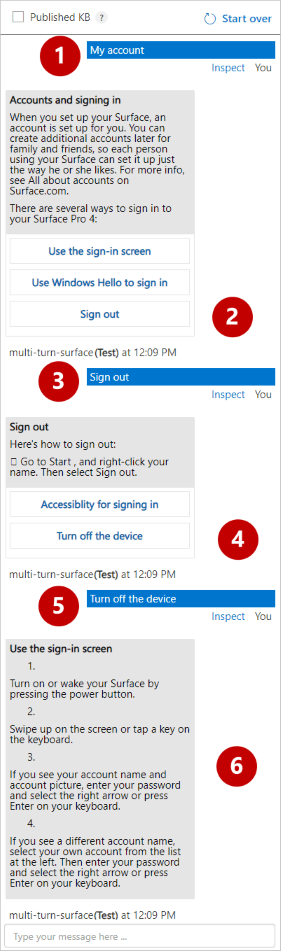 Published KB ? Start over
1 My account
Inspect You
Accounts and signing in
When you set up your Surface, an
account is set up for you. You can
create additional accounts later for
family and friends, so each person
using your Surface can set it up just
the way he or she likes. For more info,
see All about accounts on
Surface.com.
There are several ways to sign in to
your Surface Pro 4:
Use the sign-in screen
Use Windows Hello to sign in
Sign out
2
multi-turn-surface(Test) at 12:09 PM
3 Sign out
Inspect You
Sign out
Here's how to sign out:
Go to Start , and right-click your
name. Then select Sign out.
Accessiblity for signing in
Turn off the device
4
multi-turn-surface(Test) at 12:09 PM
5 Turn off the device
Inspect You
Use the sign-in screen
1.
Turn on or wake your Surface by
pressing the power button.
2.
Swipe up on the screen or tap a key on
the keyboard.
3.
If you see your account name and
account picture, enter your password
and select the right arrow or press
Enter on your keyboard.
4.
If you see a different account name,
select your own account from the list
at the left. Then enter your password
and select the right arrow or press
Enter on your keyboard.
6
multi-turn-surface(Test) at 12:09 PM
Type your message here ...